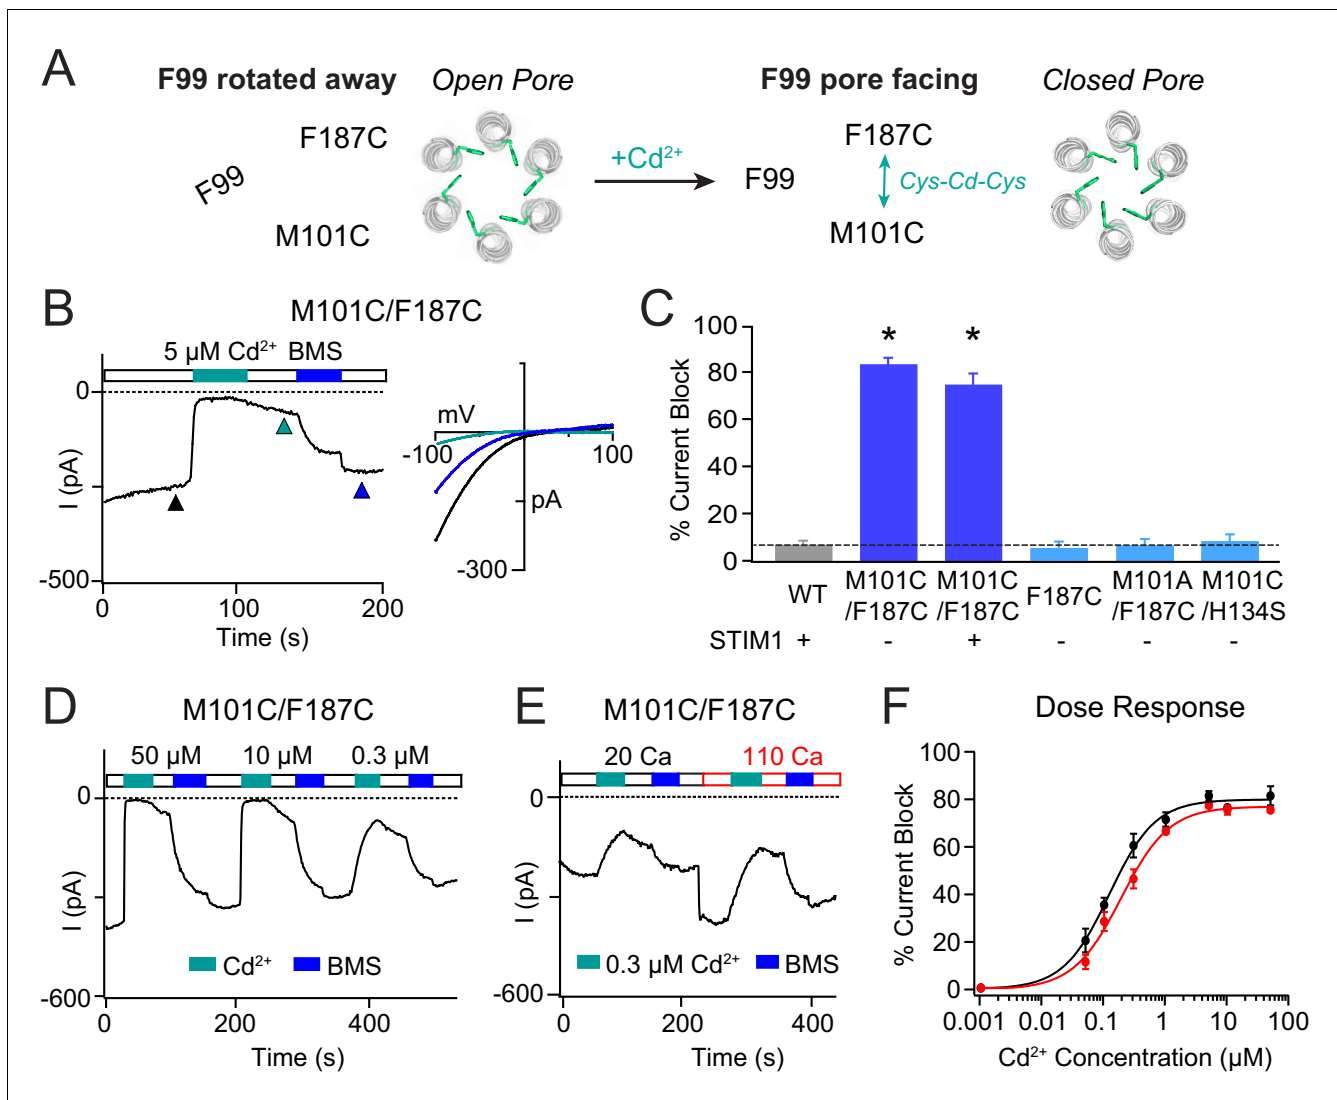 A
F99 rotated away
Open Pore
F99 pore facing
Closed Pore
F187C
F99
M101C
+Cd²⁺
F187C
F99
Cys-Cd-Cys
M101C
B
M101C/F187C
5 µM Cd²⁺ BMS
0
I (pA)
-500
0 100 200
Time (s)
mV
-100 100
pA
-300
C
% Current Block
100
80
60
40
20
0
WT
M101C /F187C
M101C /F187C
F187C
M101A /F187C
M101C /H134S
* *
STIM1 + - + - - -
D
M101C/F187C
50 µM 10 µM 0.3 µM
0
I (pA)
-600
Cd²⁺ BMS
0 200 400
Time (s)
E
M101C/F187C
20 Ca 110 Ca
0
I (pA)
-600
0.3 µM Cd²⁺ BMS
0 200 400
Time (s)
F
Dose Response
% Current Block
100
80
60
40
20
0
0.001 0.01 0.1 1 10 100
Cd²⁺ Concentration (µM)